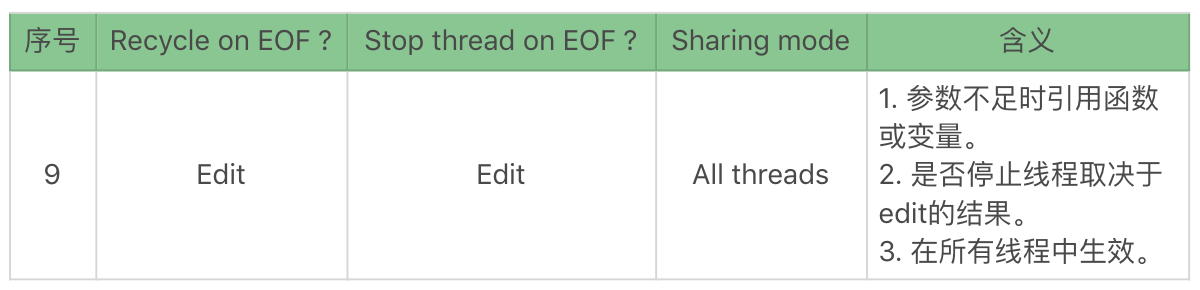 序号 Recycle on EOF ? Stop thread on EOF ? Sharing mode 含义
9 Edit Edit All threads
1. 参数不足时引用函数
或变量。
2. 是否停止线程取决于
edit的结果。
3. 在所有线程中生效。